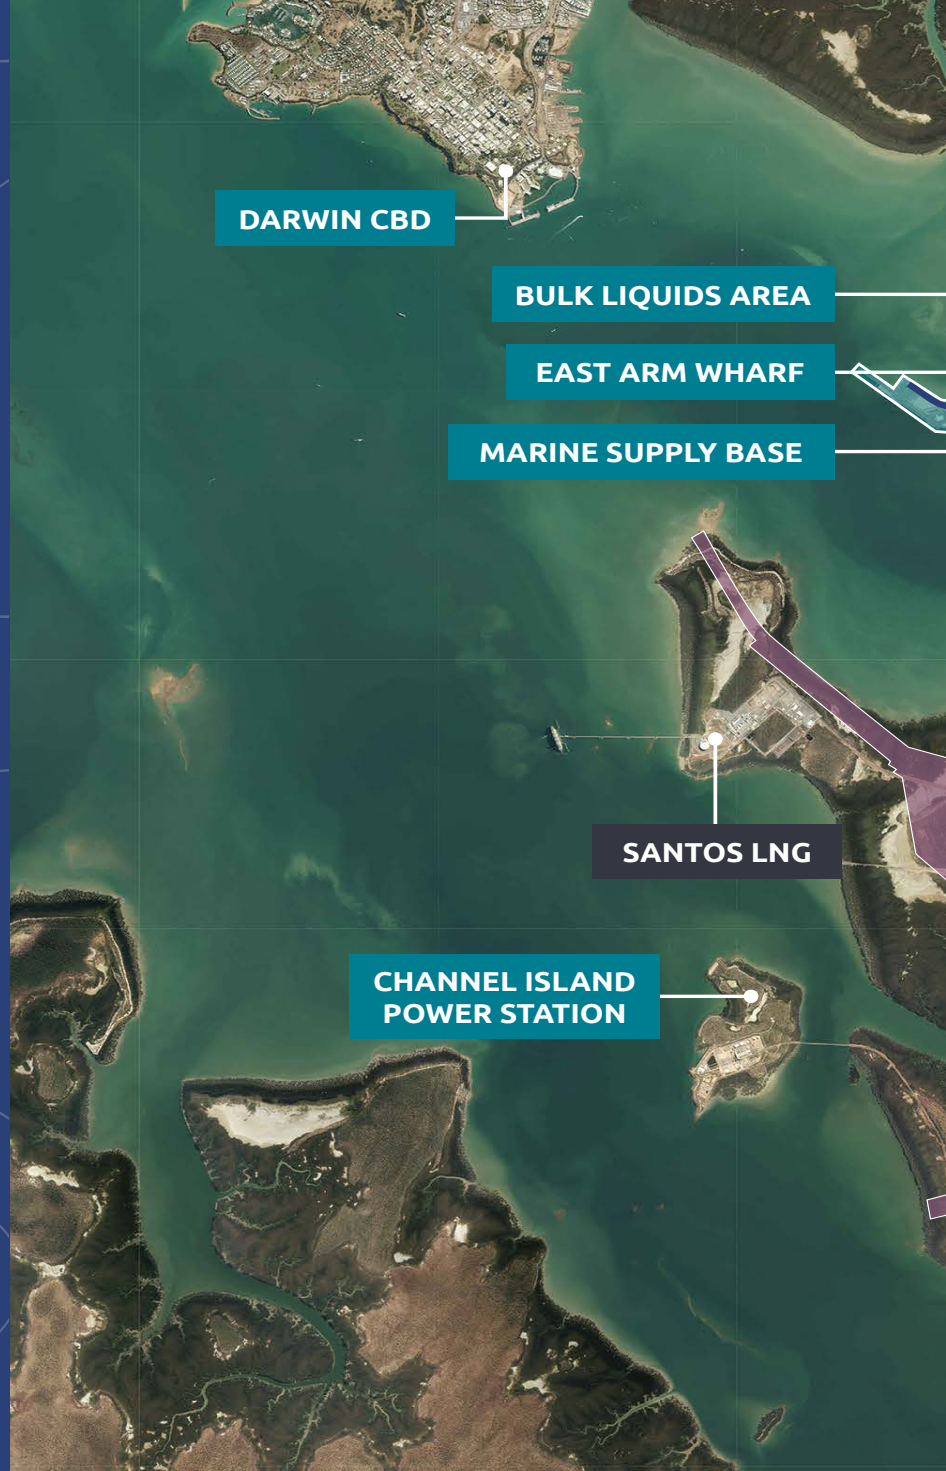 DARWIN CBD
BULK LIQUIDS AREA
EAST ARM WHARF
MARINE SUPPLY BASE
SANTOS LNG
CHANNEL ISLAND
POWER STATION